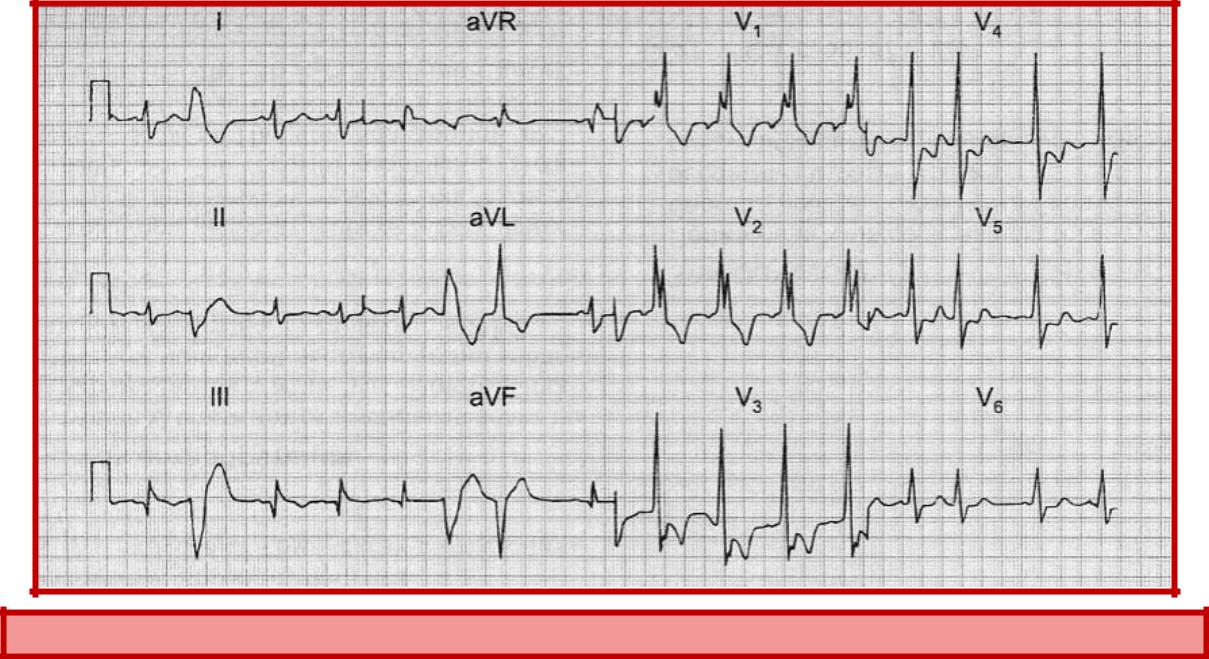 I aVR V₁ V₄
II aVL V₂ V₅
III aVF V₃ V₆